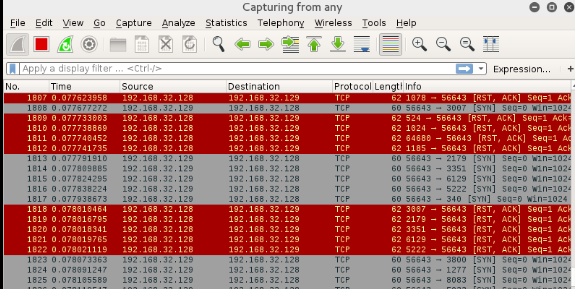 Capturing from any
File Edit View Go Capture Analyze Statistics Telephony Wireless Tools Help
Apply a display filter ... <Ctrl-/> Expression... +
No. Time Source Destination Protocol Length Info
1807 0.077623958 192.168.32.128 192.168.32.129 TCP 62 1078 → 56643 [RST, ACK] Seq=1 Ack
1808 0.077677272 192.168.32.129 192.168.32.128 TCP 60 56643 → 3007 [SYN] Seq=0 Win=1024
1809 0.077733003 192.168.32.128 192.168.32.129 TCP 62 524 → 56643 [RST, ACK] Seq=1 Ack
1810 0.077738869 192.168.32.128 192.168.32.129 TCP 62 1024 → 56643 [RST, ACK] Seq=1 Ac
1811 0.077740452 192.168.32.128 192.168.32.129 TCP 62 64680 → 56643 [RST, ACK] Seq=1 A
1812 0.077741735 192.168.32.128 192.168.32.129 TCP 62 1185 → 56643 [RST, ACK] Seq=1 Ac
1813 0.077791910 192.168.32.129 192.168.32.128 TCP 60 56643 → 2179 [SYN] Seq=0 Win=1024
1814 0.077809885 192.168.32.129 192.168.32.128 TCP 60 56643 → 3351 [SYN] Seq=0 Win=1024
1815 0.077824295 192.168.32.129 192.168.32.128 TCP 60 56643 → 6129 [SYN] Seq=0 Win=1024
1816 0.077838224 192.168.32.129 192.168.32.128 TCP 60 56643 → 5222 [SYN] Seq=0 Win=1024
1817 0.077938673 192.168.32.129 192.168.32.128 TCP 60 56643 → 340 [SYN] Seq=0 Win=1024
1818 0.078010464 192.168.32.128 192.168.32.129 TCP 62 3007 → 56643 [RST, ACK] Seq=1 Ac
1819 0.078016795 192.168.32.128 192.168.32.129 TCP 62 2179 → 56643 [RST, ACK] Seq=1 Ac
1820 0.078018341 192.168.32.128 192.168.32.129 TCP 62 3351 → 56643 [RST, ACK] Seq=1 Ac
1821 0.078019765 192.168.32.128 192.168.32.129 TCP 62 6129 → 56643 [RST, ACK] Seq=1 Ac
1822 0.078021119 192.168.32.128 192.168.32.129 TCP 62 5222 → 56643 [RST, ACK] Seq=1 Ac
1823 0.078073363 192.168.32.129 192.168.32.128 TCP 60 56643 → 3800 [SYN] Seq=0 Win=1024
1824 0.078091247 192.168.32.129 192.168.32.128 TCP 60 56643 → 1277 [SYN] Seq=0 Win=1024
1825 0.078105589 192.168.32.129 192.168.32.128 TCP 60 56643 → 8083 [SYN] Seq=0 Win=1024